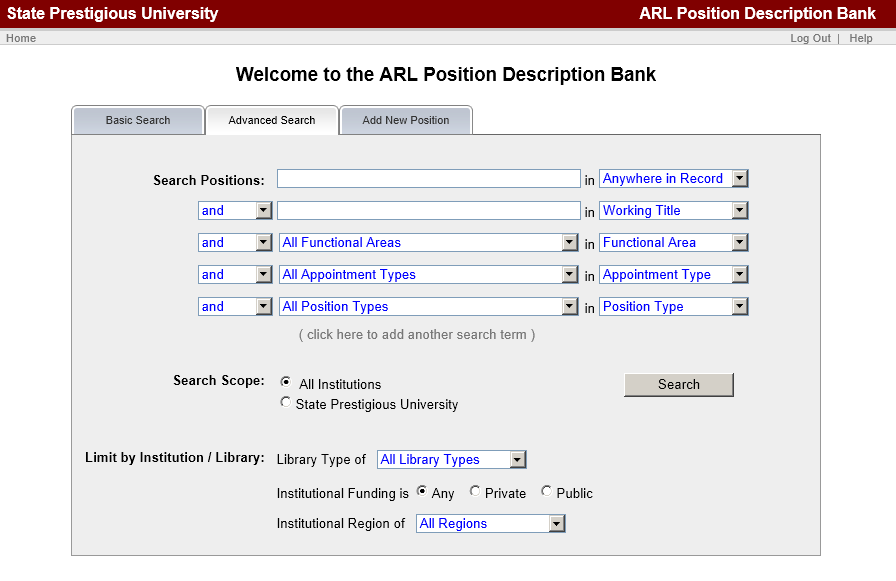 State Prestigious University ARL Position Description Bank
Home Log Out | Help
Welcome to the ARL Position Description Bank
Basic Search Advanced Search Add New Position
Search Positions: in Anywhere in Record
and in Working Title
and All Functional Areas in Functional Area
and All Appointment Types in Appointment Type
and All Position Types in Position Type
( click here to add another search term )
Search Scope: All Institutions Search
State Prestigious University
Limit by Institution / Library: Library Type of All Library Types
Institutional Funding is Any Private Public
Institutional Region of All Regions